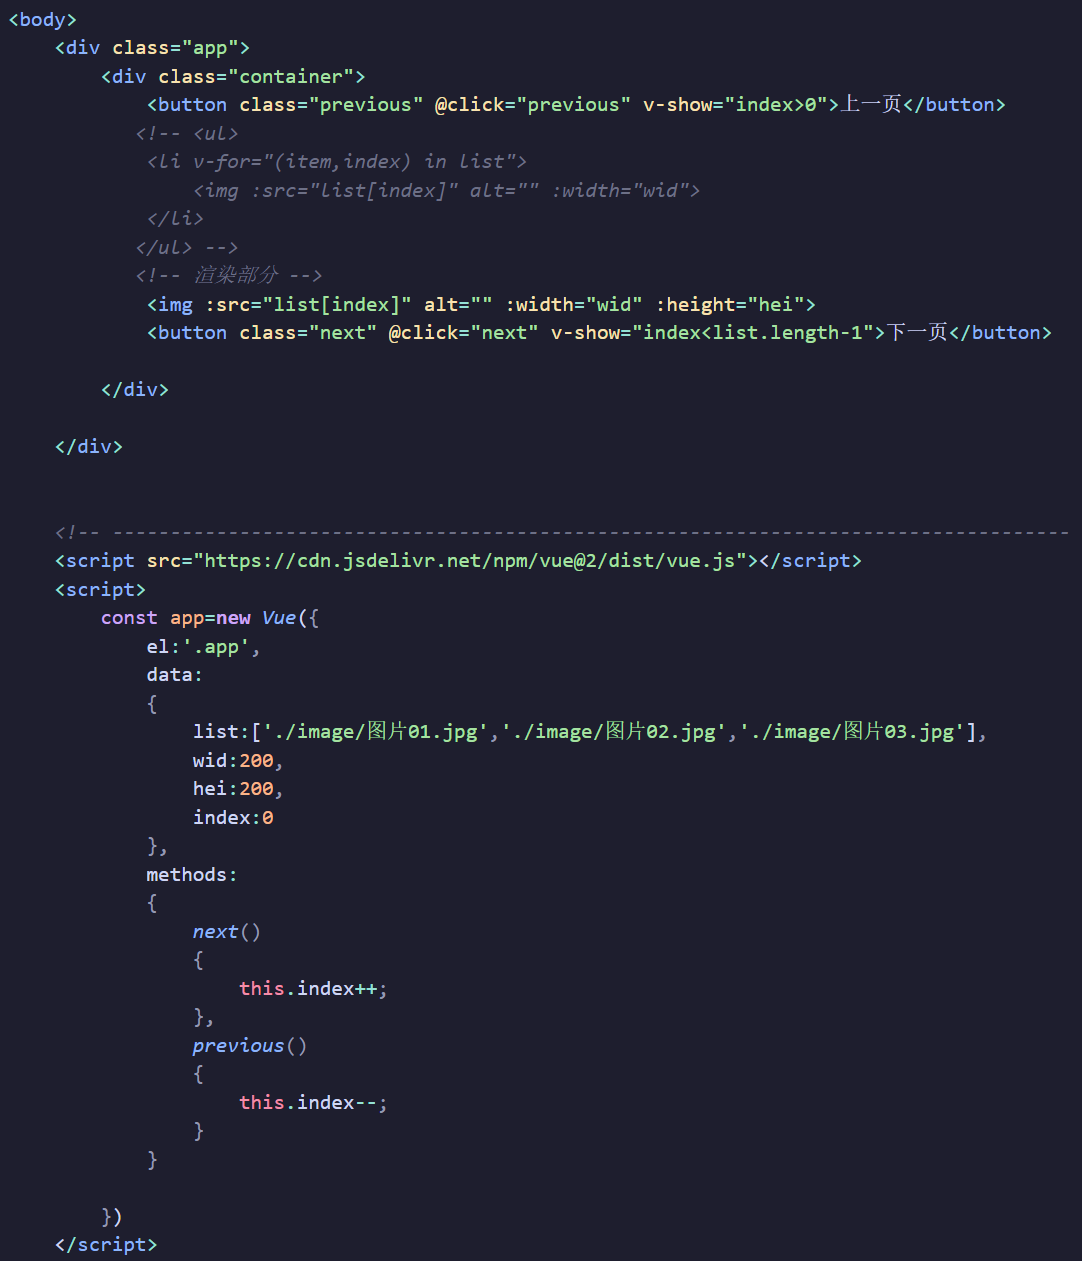 <body>
<div class="app">
<div class="container">
<button class="previous" @click="previous" v-show="index>0">上一页</button>
<!-- <ul>
<li v-for="(item,index) in list">
<img :src="list[index]" alt="" :width="wid">
</li>
</ul> -->
<!-- 渲染部分 -->
<img :src="list[index]" alt="" :width="wid" :height="hei">
<button class="next" @click="next" v-show="index<list.length-1">下一页</button>
</div>
</div>
<!-- -----------------------------------------------------------------------------------
<script src="https://cdn.jsdelivr.net/npm/vue@2/dist/vue.js"></script>
<script>
const app=new Vue({
el:'.app',
data:
{
list:['./image/图片01.jpg','./image/图片02.jpg','./image/图片03.jpg'],
wid:200,
hei:200,
index:0
},
methods:
{
next()
{
this.index++;
},
previous()
{
this.index--;
}
}
})
</script>